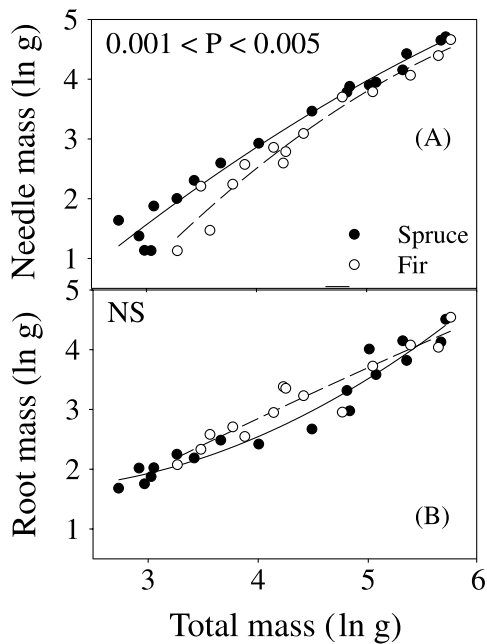 5
0.001 < P < 0.005
4
(A)
3
Needle mass (ln g)
2
Spruce
1
Fir
5
NS
4
3
Root mass (ln g)
2
(B)
1
3 4 5 6
Total mass (ln g)